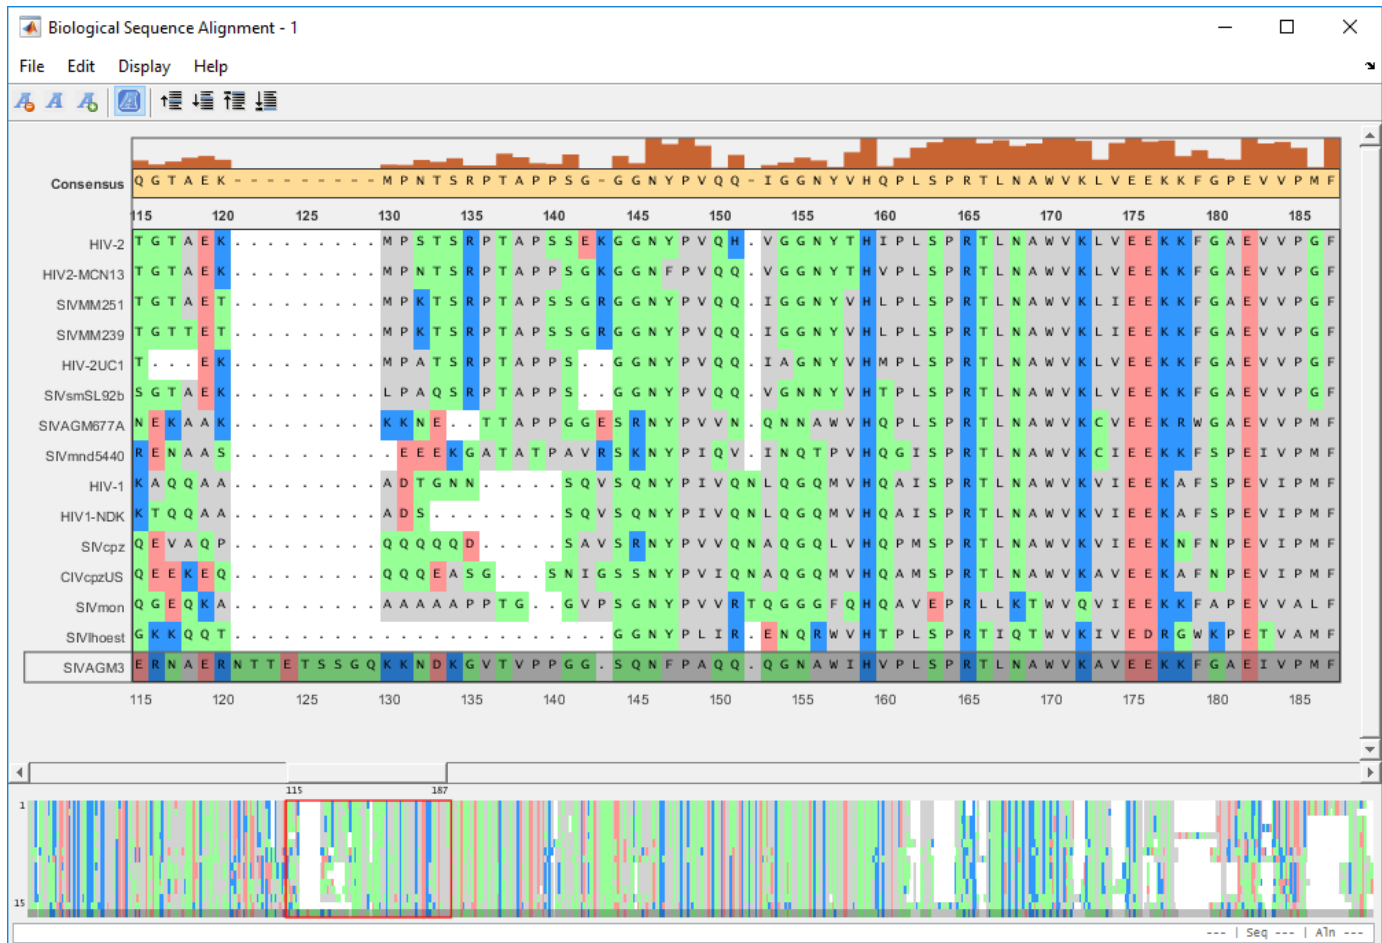 Biological Sequence Alignment - 1
File Edit Display Help
Consensus Q G T A E K - - - - - - - - - M P N T S R P T A P P S G - G G N Y P V Q Q - I G G N Y V H Q P L S P R T L N A W V K L V E E K K F G P E V V P M F
115 120 125 130 135 140 145 150 155 160 165 170 175 180 185
HIV-2 T G T A E K . . . . . . . . . M P S T S R P T A P S S E K G G N Y P V Q H . V G G N Y T H I P L S P R T L N A W V K L V E E K K F G A E V V P G F
HIV2-MCN13 T G T A E K . . . . . . . . . M P N T S R P T A P P S G K G G N F P V Q Q . V G G N Y T H V P L S P R T L N A W V K L V E E K K F G A E V V P G F
SIVMM251 T G T A E T . . . . . . . . . M P K T S R P T A P S S G R G G N Y P V Q Q . I G G N Y V H L P L S P R T L N A W V K L I E E K K F G A E V V P G F
SIVMM239 T G T T E T . . . . . . . . . M P K T S R P T A P S S G R G G N Y P V Q Q . I G G N Y V H L P L S P R T L N A W V K L I E E K K F G A E V V P G F
HIV-2UC1 T . . . E K . . . . . . . . . M P A T S R P T A P P S . . G G N Y P V Q Q . I A G N Y V H M P L S P R T L N A W V K L V E E K K F G A E V V P G F
SIVsmSL92b S G T A E K . . . . . . . . . L P A Q S R P T A P P S . . G G N Y P V Q Q . V G N N Y V H T P L S P R T L N A W V K L V E E K K F G A E V V P G F
SIVAGM677A N E K A A K . . . . . . . . . K K N E . . T T A P P G G E S R N Y P V V N . Q N N A W V H Q P L S P R T L N A W V K C V E E K R W G A E V V P M F
SIVmnd5440 R E N A A S . . . . . . . . . . E E E K G A T A T P A V R S K N Y P I Q V . I N Q T P V H Q G I S P R T L N A W V K C I E E K K F S P E I V P M F
HIV-1 K A Q Q A A . . . . . . . . . A D T G N N . . . . . S Q V S Q N Y P I V Q N L Q G Q M V H Q A I S P R T L N A W V K V I E E K A F S P E V I P M F
HIV1-NDK K T Q Q A A . . . . . . . . . A D S . . . . . . . . S Q V S Q N Y P I V Q N L Q G Q M V H Q A I S P R T L N A W V K V I E E K A F S P E V I P M F
SIVcpz Q E V A Q P . . . . . . . . . Q Q Q Q Q D . . . . . S A V S R N Y P V V Q N A Q G Q L V H Q P M S P R T L N A W V K V I E E K N F N P E V I P M F
CIVcpzUS Q E E K E Q . . . . . . . . . Q Q Q E A S G . . . S N I G S S N Y P V I Q N A Q G Q M V H Q A M S P R T L N A W V K A V E E K A F N P E V I P M F
SIVmon Q G E Q K A . . . . . . . . . A A A A A P P T G . . G V P S G N Y P V V R T Q G G G F Q H Q A V E P R L L K T W V Q V I E E K K F A P E V V A L F
SIVlhoest G K K Q Q T . . . . . . . . . . . . . . . . . . . . . . . G G N Y P L I R . E N Q R W V H T P L S P R T I Q T W V K I V E D R G W K P E T V A M F
SIVAGM3 E R N A E R N T T E T S S G Q K K N D K G V T V P P G G . S Q N F P A Q Q . Q G N A W I H V P L S P R T L N A W V K A V E E K K F G A E I V P M F
115 120 125 130 135 140 145 150 155 160 165 170 175 180 185
115 187
1
15
--- | Seq --- | Aln ---